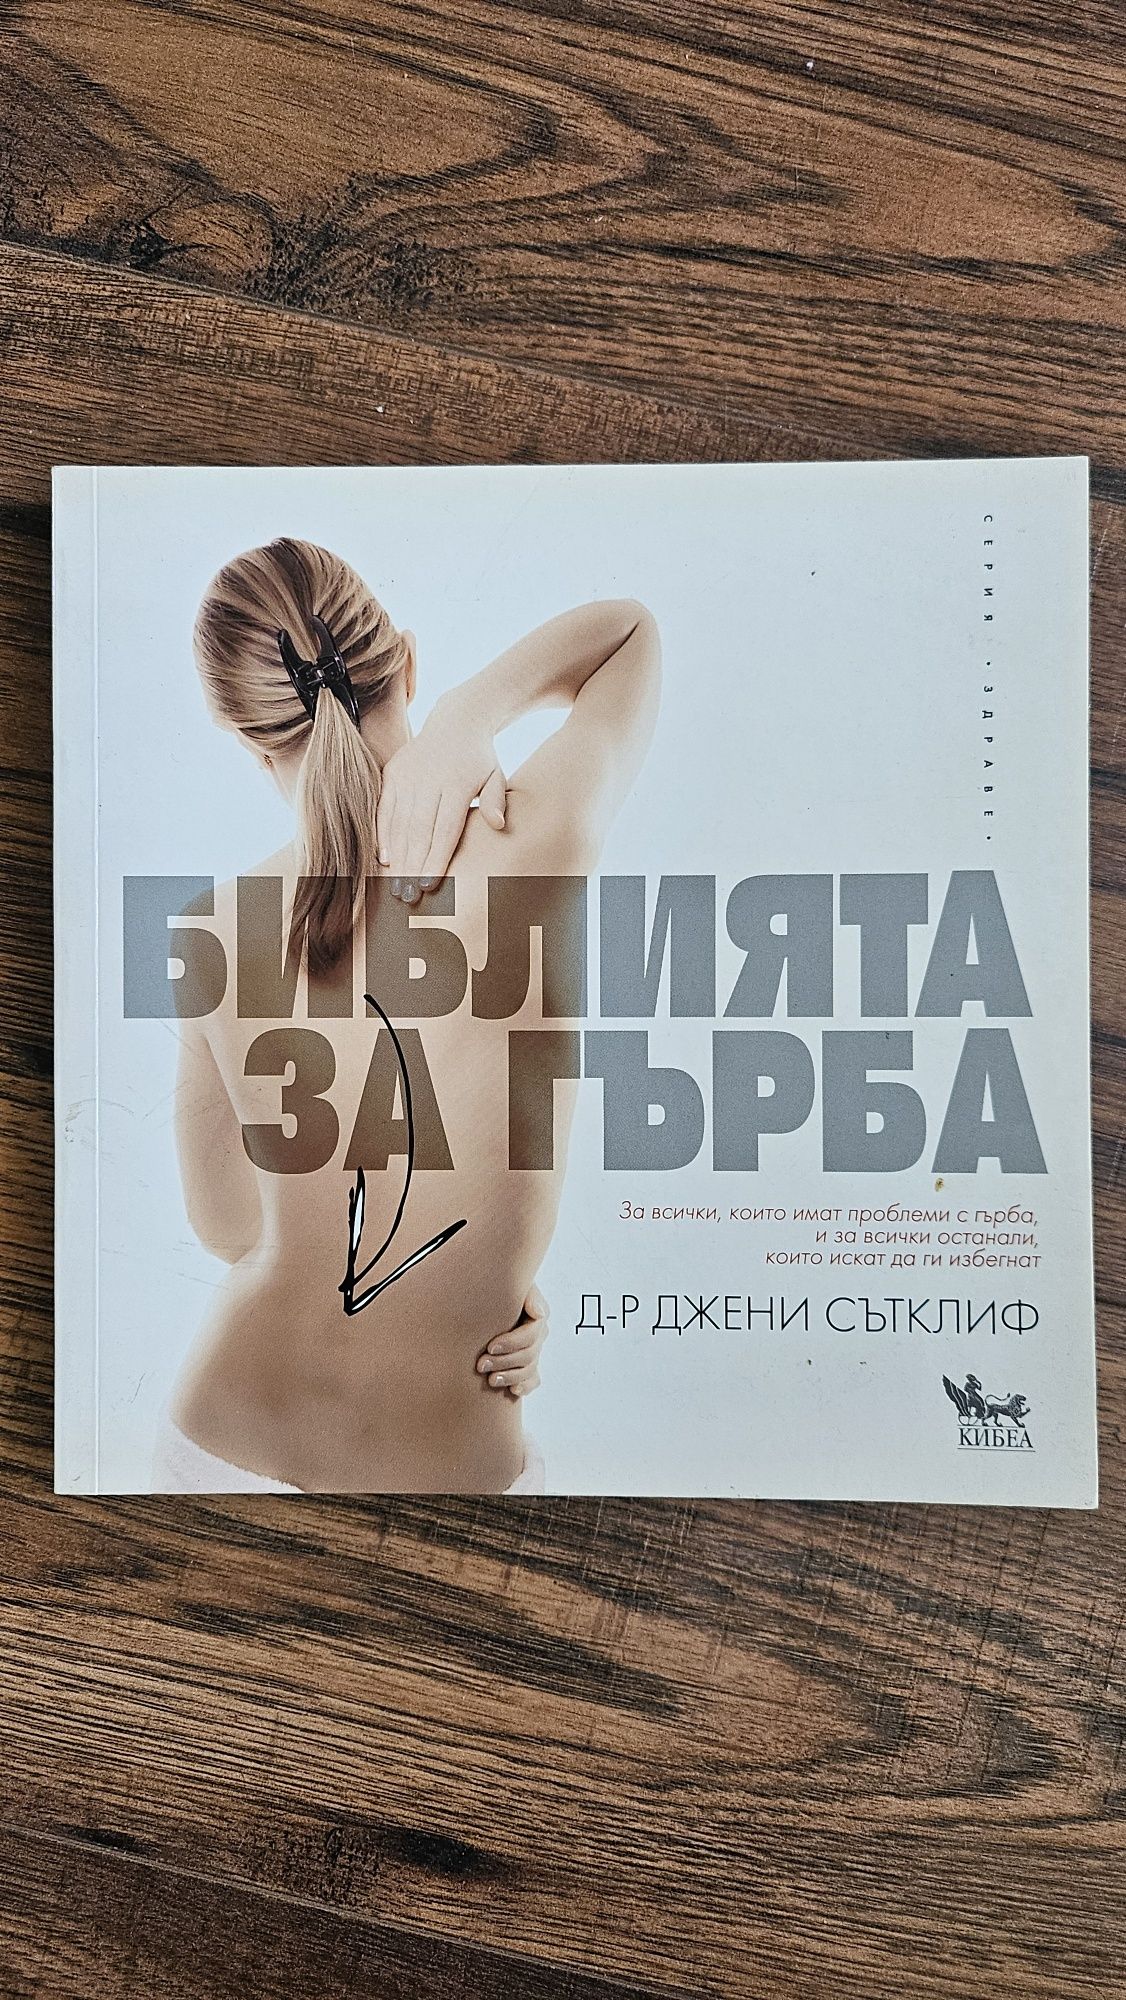 СЕРИЯ • ЗДРАВЕ •
БИБЛИЯТА
ЗА ГЪРБА
За всички, които имат проблеми с гърба,
и за всички останали,
които искат да ги избегнат
Д-Р ДЖЕНИ СЪТКЛИФ
КИБЕА